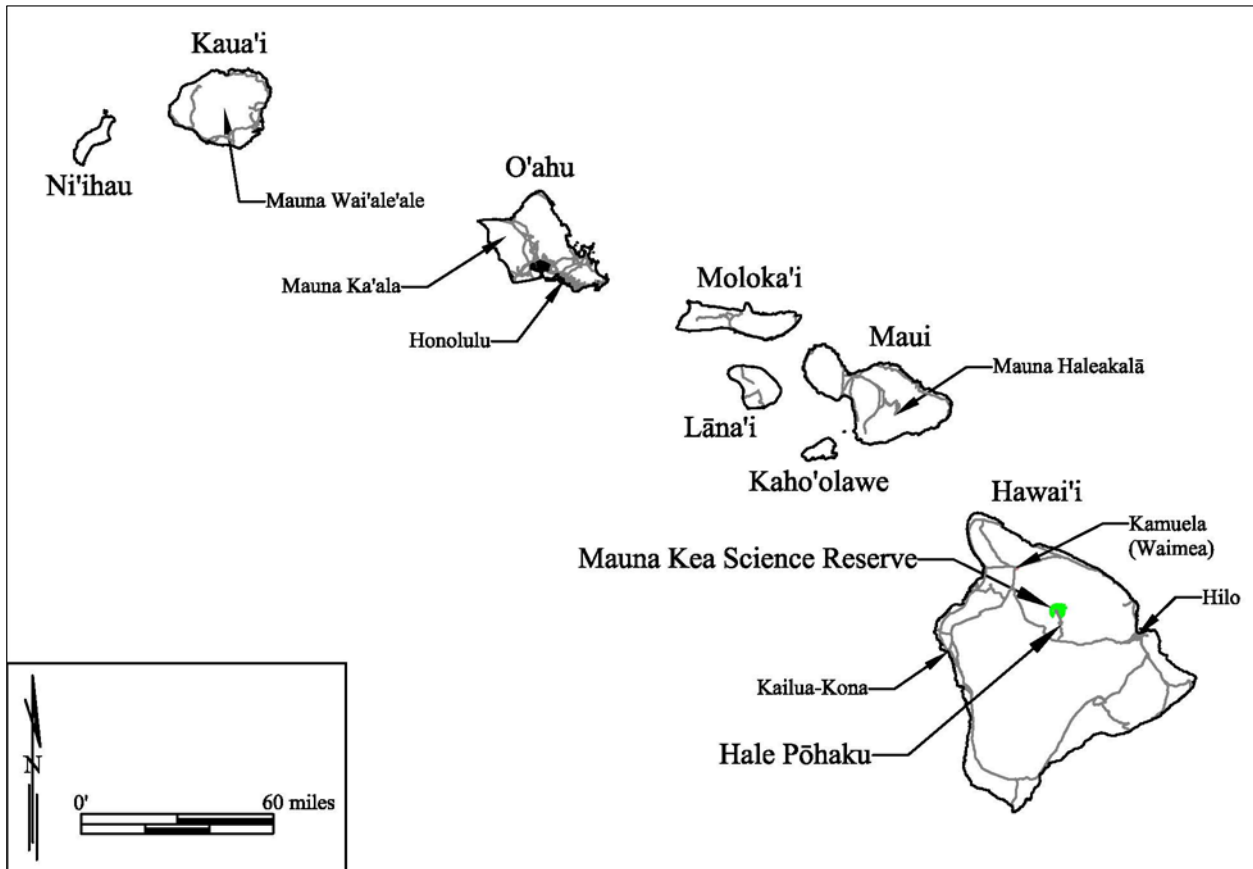 Kaua'i
Ni'ihau
Mauna Wai'ale'ale
O'ahu
Mauna Ka'ala
Honolulu
Moloka'i
Maui
Mauna Haleakalā
Lāna'i
Kaho'olawe
Hawai'i
Kamuela
(Waimea)
Mauna Kea Science Reserve
Hilo
Kailua-Kona
Hale Pōhaku
N
0' 60 miles